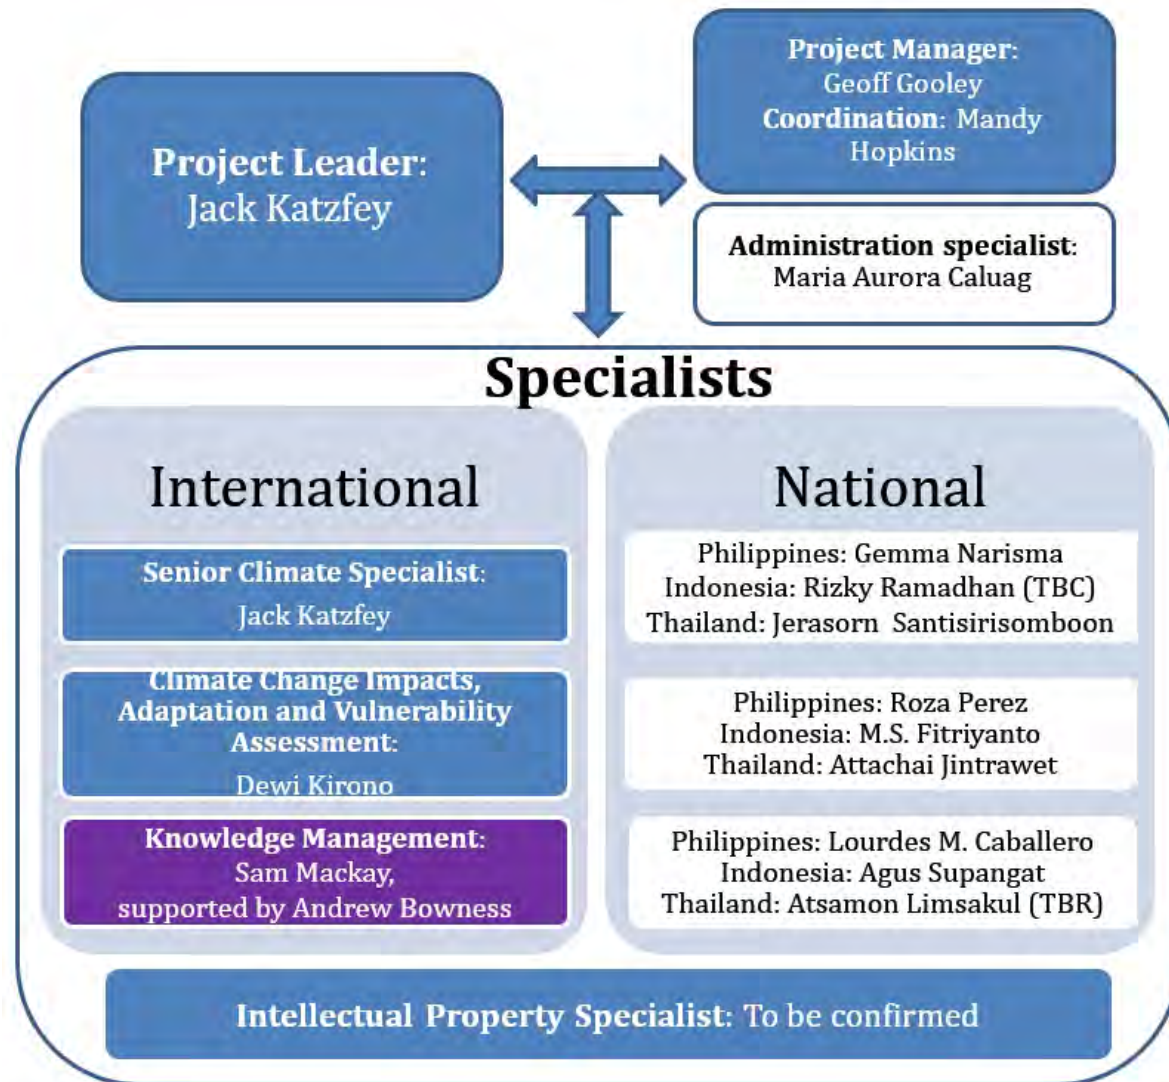 Project Leader:
Jack Katzfey
Project Manager:
Geoff Gooley
Coordination: Mandy
Hopkins
Administration specialist:
Maria Aurora Caluag
Specialists
International
Senior Climate Specialist:
Jack Katzfey
Climate Change Impacts,
Adaptation and Vulnerability
Assessment:
Dewi Kirono
Knowledge Management:
Sam Mackay,
supported by Andrew Bowness
National
Philippines: Gemma Narisma
Indonesia: Rizky Ramadhan (TBC)
Thailand: Jerasorn Santisirisomboon
Philippines: Roza Perez
Indonesia: M.S. Fitriyanto
Thailand: Attachai Jintrawet
Philippines: Lourdes M. Caballero
Indonesia: Agus Supangat
Thailand: Atsamon Limsakul (TBR)
Intellectual Property Specialist: To be confirmed